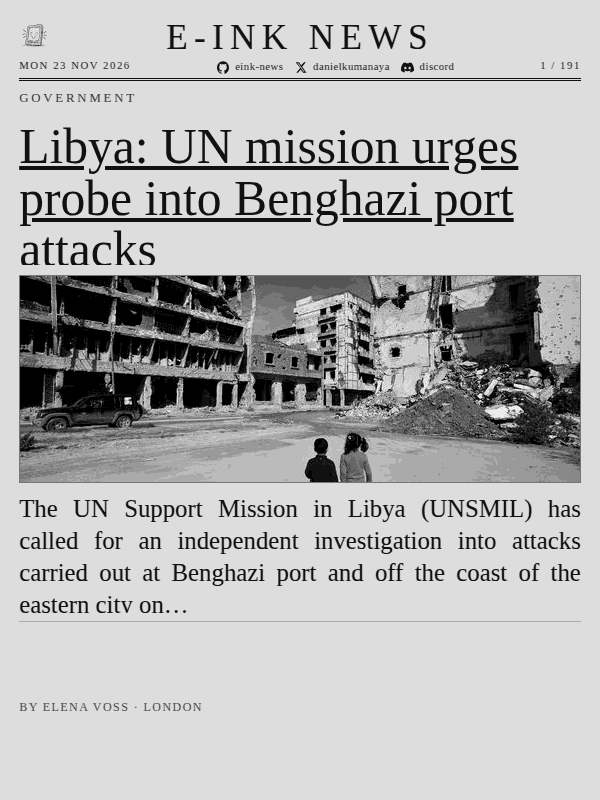 E-INK NEWS
MON 23 NOV 2026
eink-news danielkumanaya discord
1 / 191
GOVERNMENT
Libya: UN mission urges
probe into Benghazi port
attacks
The UN Support Mission in Libya (UNSMIL) has
called for an independent investigation into attacks
carried out at Benghazi port and off the coast of the
eastern city on…
BY ELENA VOSS · LONDON